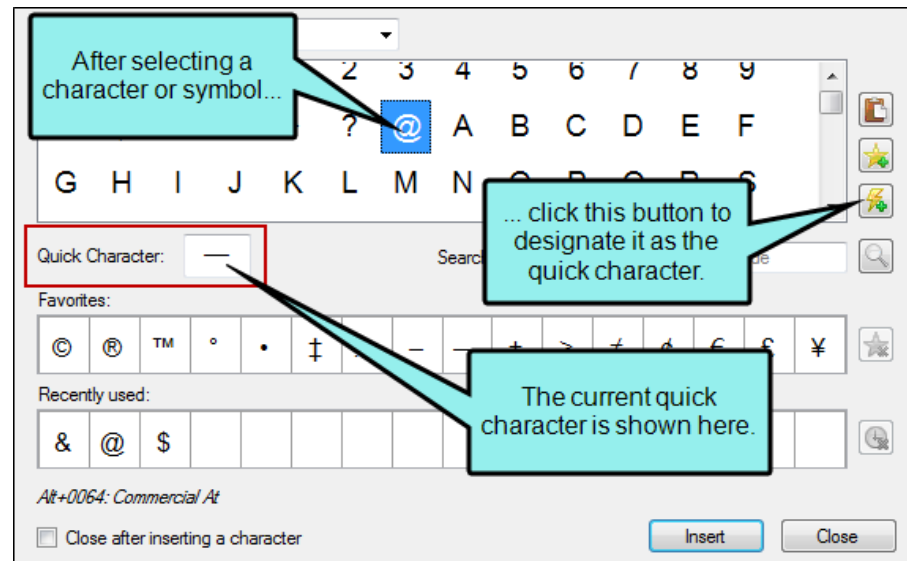 After selecting a
character or symbol...
2 3 4 5 6 7 8 9
? @ A B C D E F
G H I J K L M N
... click this button to
designate it as the
quick character.
Quick Character: —
Favorites:
© ® ™ ° • ‡ – — ¥
The current quick
character is shown here.
Recently used:
& @ $
Alt+0064: Commercial At
Close after inserting a character
Insert Close